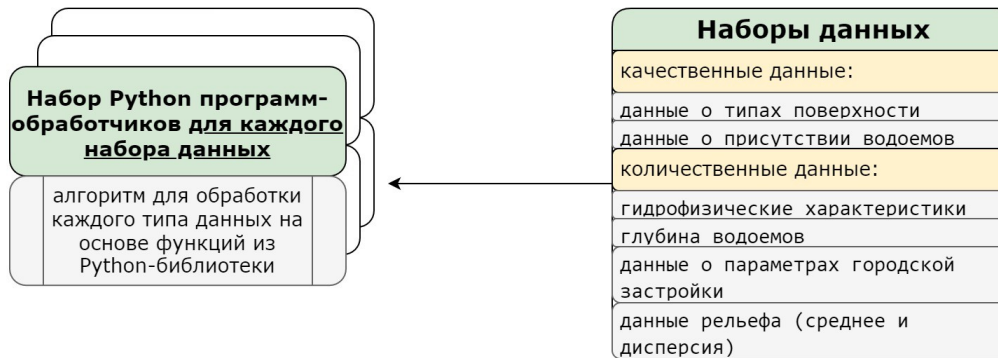 Набор Python программ-
обработчиков для каждого
набора данных
алгоритм для обработки
каждого типа данных на
основе функций из
Python-библиотеки
Наборы данных
качественные данные:
данные о типах поверхности
данные о присутствии водоемов
количественные данные:
гидрофизические характеристики
глубина водоемов
данные о параметрах городской
застройки
данные рельефа (среднее и
дисперсия)